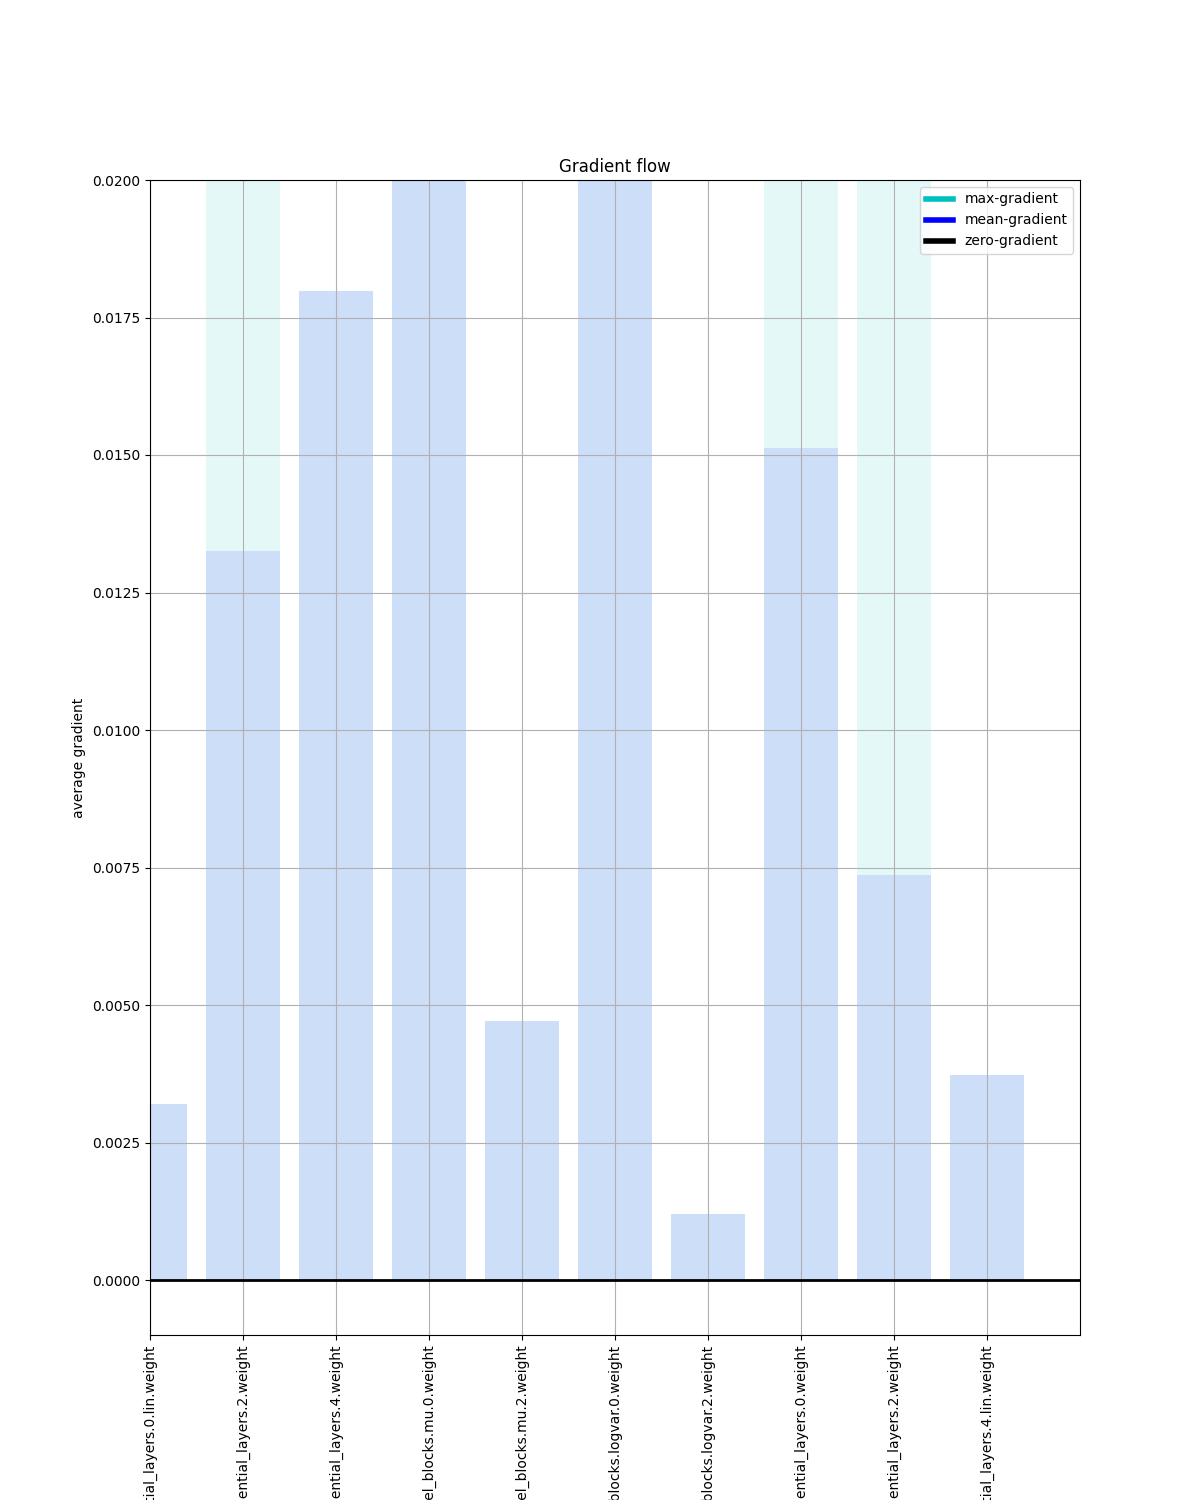 Gradient flow
max-gradient
mean-gradient
zero-gradient
average gradient
0.0200
0.0175
0.0150
0.0125
0.0100
0.0075
0.0050
0.0025
0.0000
tial_layers.0.lin.weight
ential_layers.2.weight
ential_layers.4.weight
el_blocks.mu.0.weight
el_blocks.mu.2.weight
blocks.logvar.0.weight
blocks.logvar.2.weight
ential_layers.0.weight
ential_layers.2.weight
tial_layers.4.lin.weight